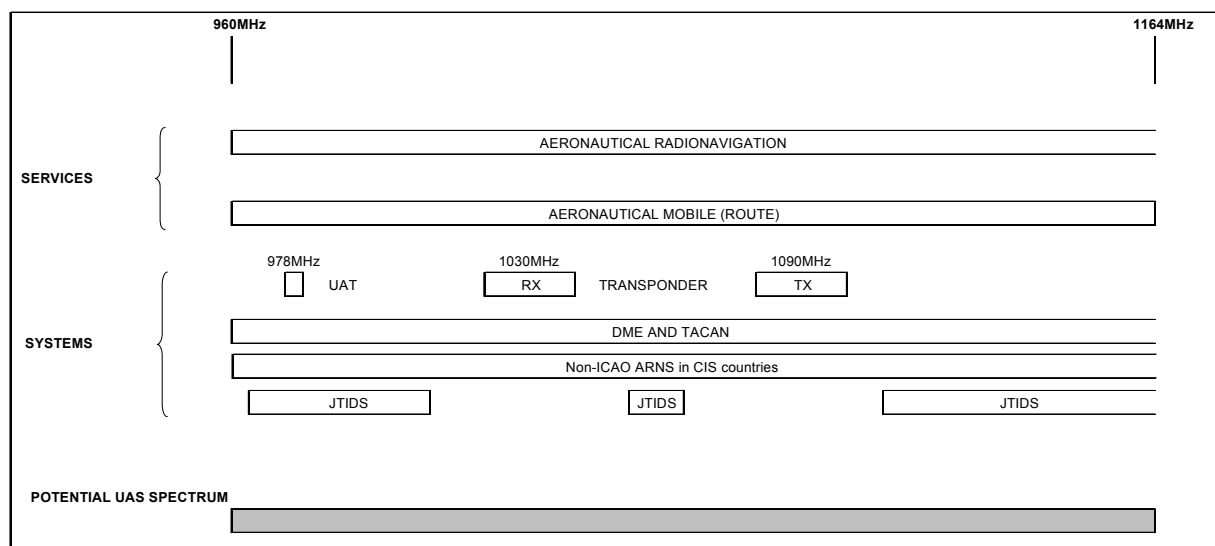 960MHz 1164MHz
AERONAUTICAL RADIONAVIGATION
SERVICES
AERONAUTICAL MOBILE (ROUTE)
978MHz 1030MHz 1090MHz
UAT RX TRANSPONDER TX
DME AND TACAN
SYSTEMS
Non-ICAO ARNS in CIS countries
JTIDS JTIDS JTIDS
POTENTIAL UAS SPECTRUM